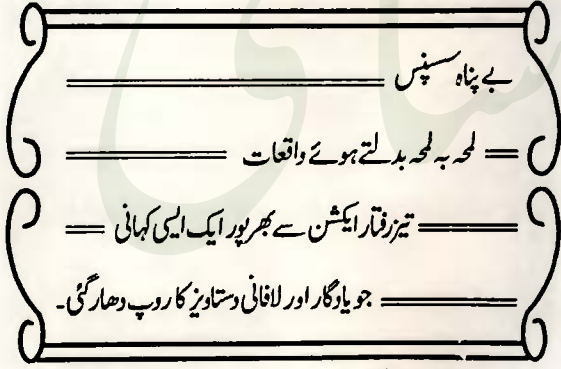 بے پناہ سسپنس
لمحہ بہ لمحہ بدلتے ہوئے واقعات
تیز رفتار ایکشن سے بھرپور ایک ایسی کہانی
جو یادگار اور لافانی دستاویز کا روپ دھار گئی۔